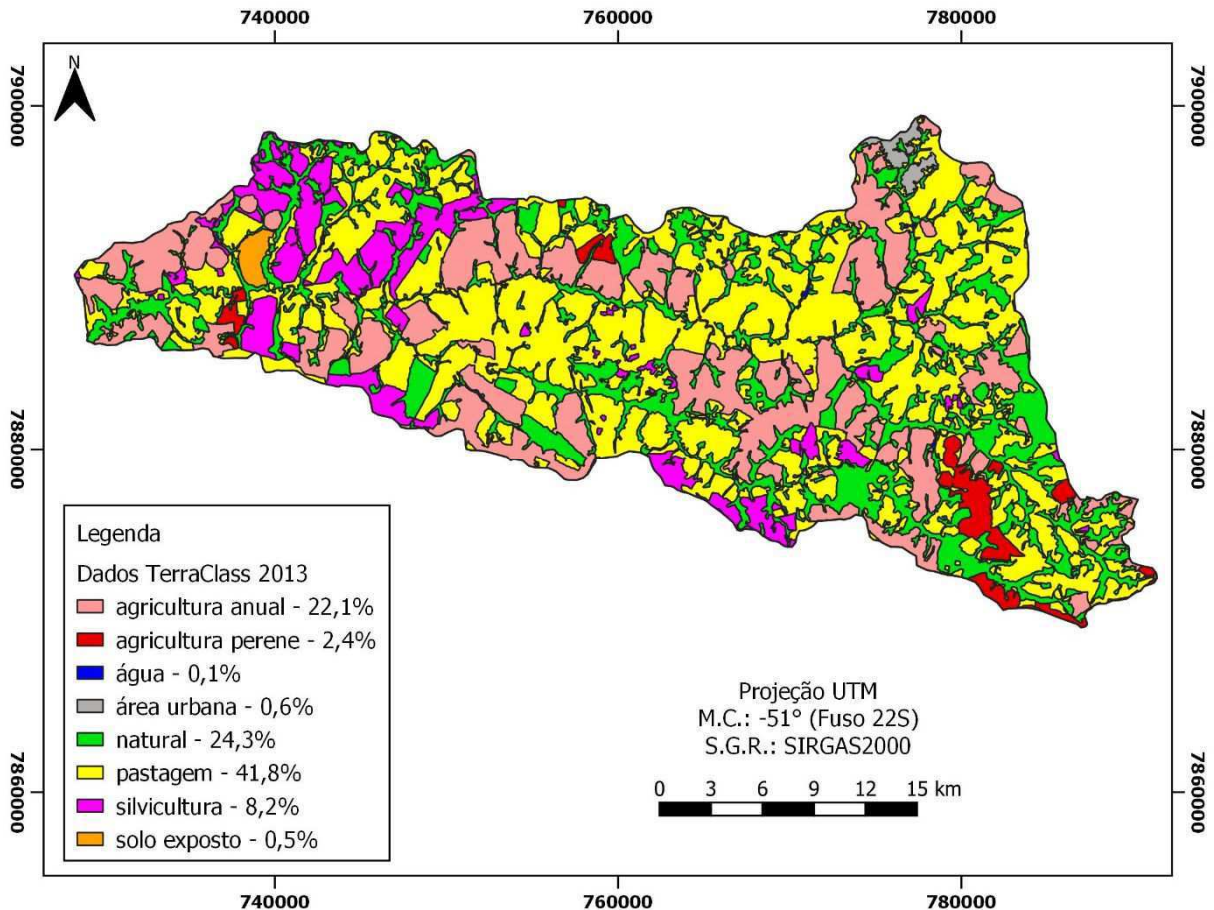 740000
760000
780000
N
7900000
7900000
7880000
7880000
Legenda
Dados TerraClass 2013
agricultura anual - 22,1%
agricultura perene - 2,4%
água - 0,1%
área urbana - 0,6%
natural - 24,3%
pastagem - 41,8%
silvicultura - 8,2%
solo exposto - 0,5%
Projeção UTM
M.C.: -51° (Fuso 22S)
S.G.R.: SIRGAS2000
0 3 6 9 12 15 km
7860000
7860000
740000
760000
780000